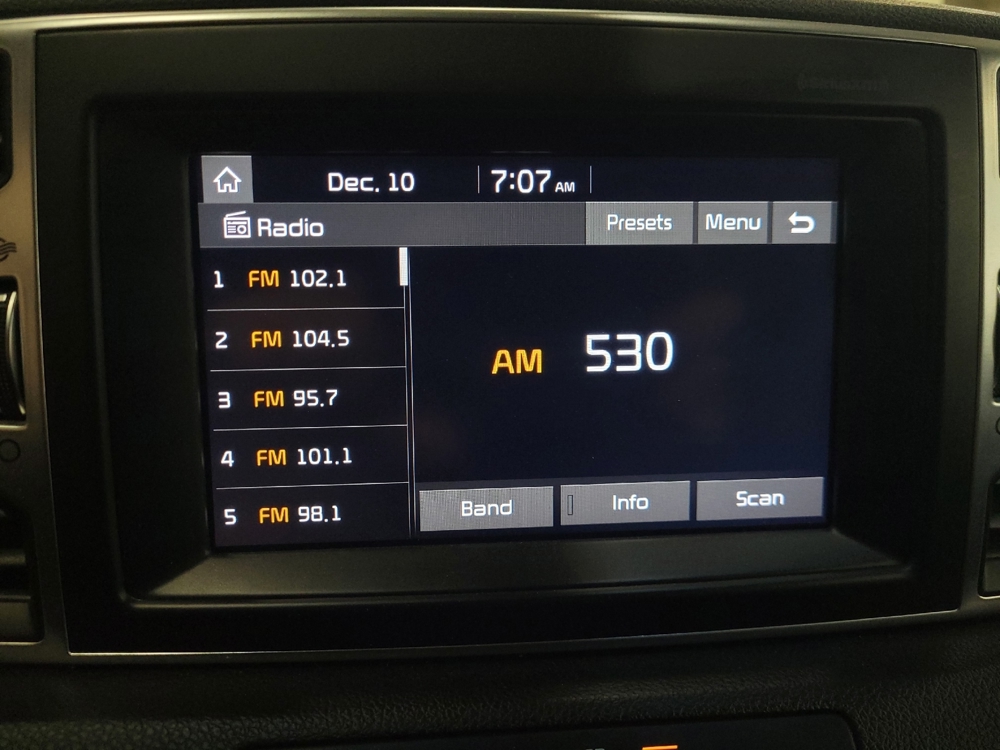 Dec. 10 7:07 AM
Radio Presets Menu
1 FM 102.1
2 FM 104.5
3 FM 95.7
4 FM 101.1
5 FM 98.1
AM 530
Band Info Scan